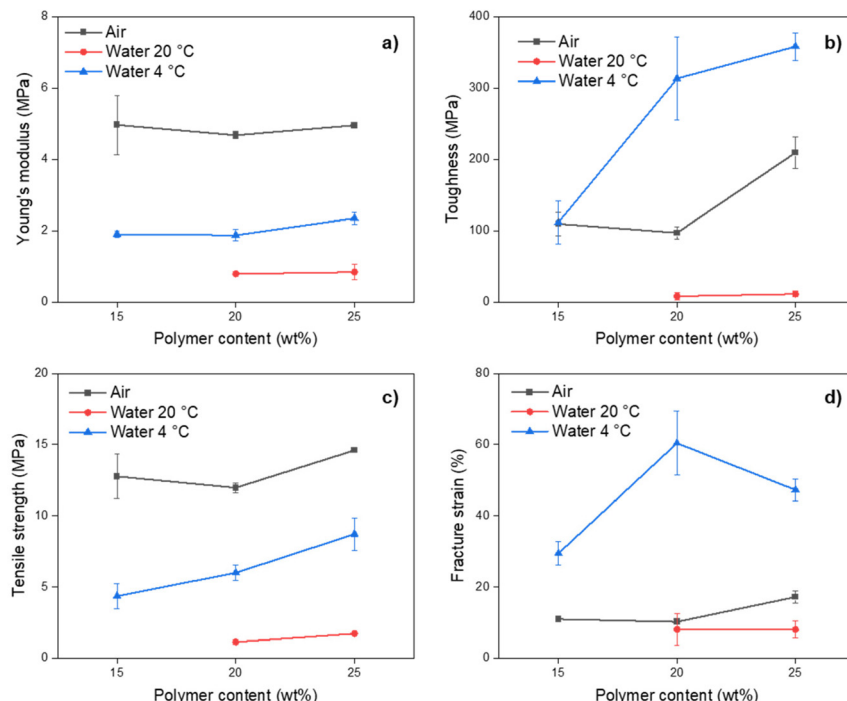 8
6
4
2
0
Young's modulus (MPa)
Air
Water 20 °C
Water 4 °C
a)
15
20
25
Polymer content (wt%)
400
300
200
100
0
Toughness (MPa)
Air
Water 20 °C
Water 4 °C
b)
15
20
25
Polymer content (wt%)
20
15
10
5
0
Tensile strength (MPa)
Air
Water 20 °C
Water 4 °C
c)
15
20
25
Polymer content (wt%)
80
60
40
20
0
Fracture strain (%)
Air
Water 20 °C
Water 4 °C
d)
15
20
25
Polymer content (wt%)